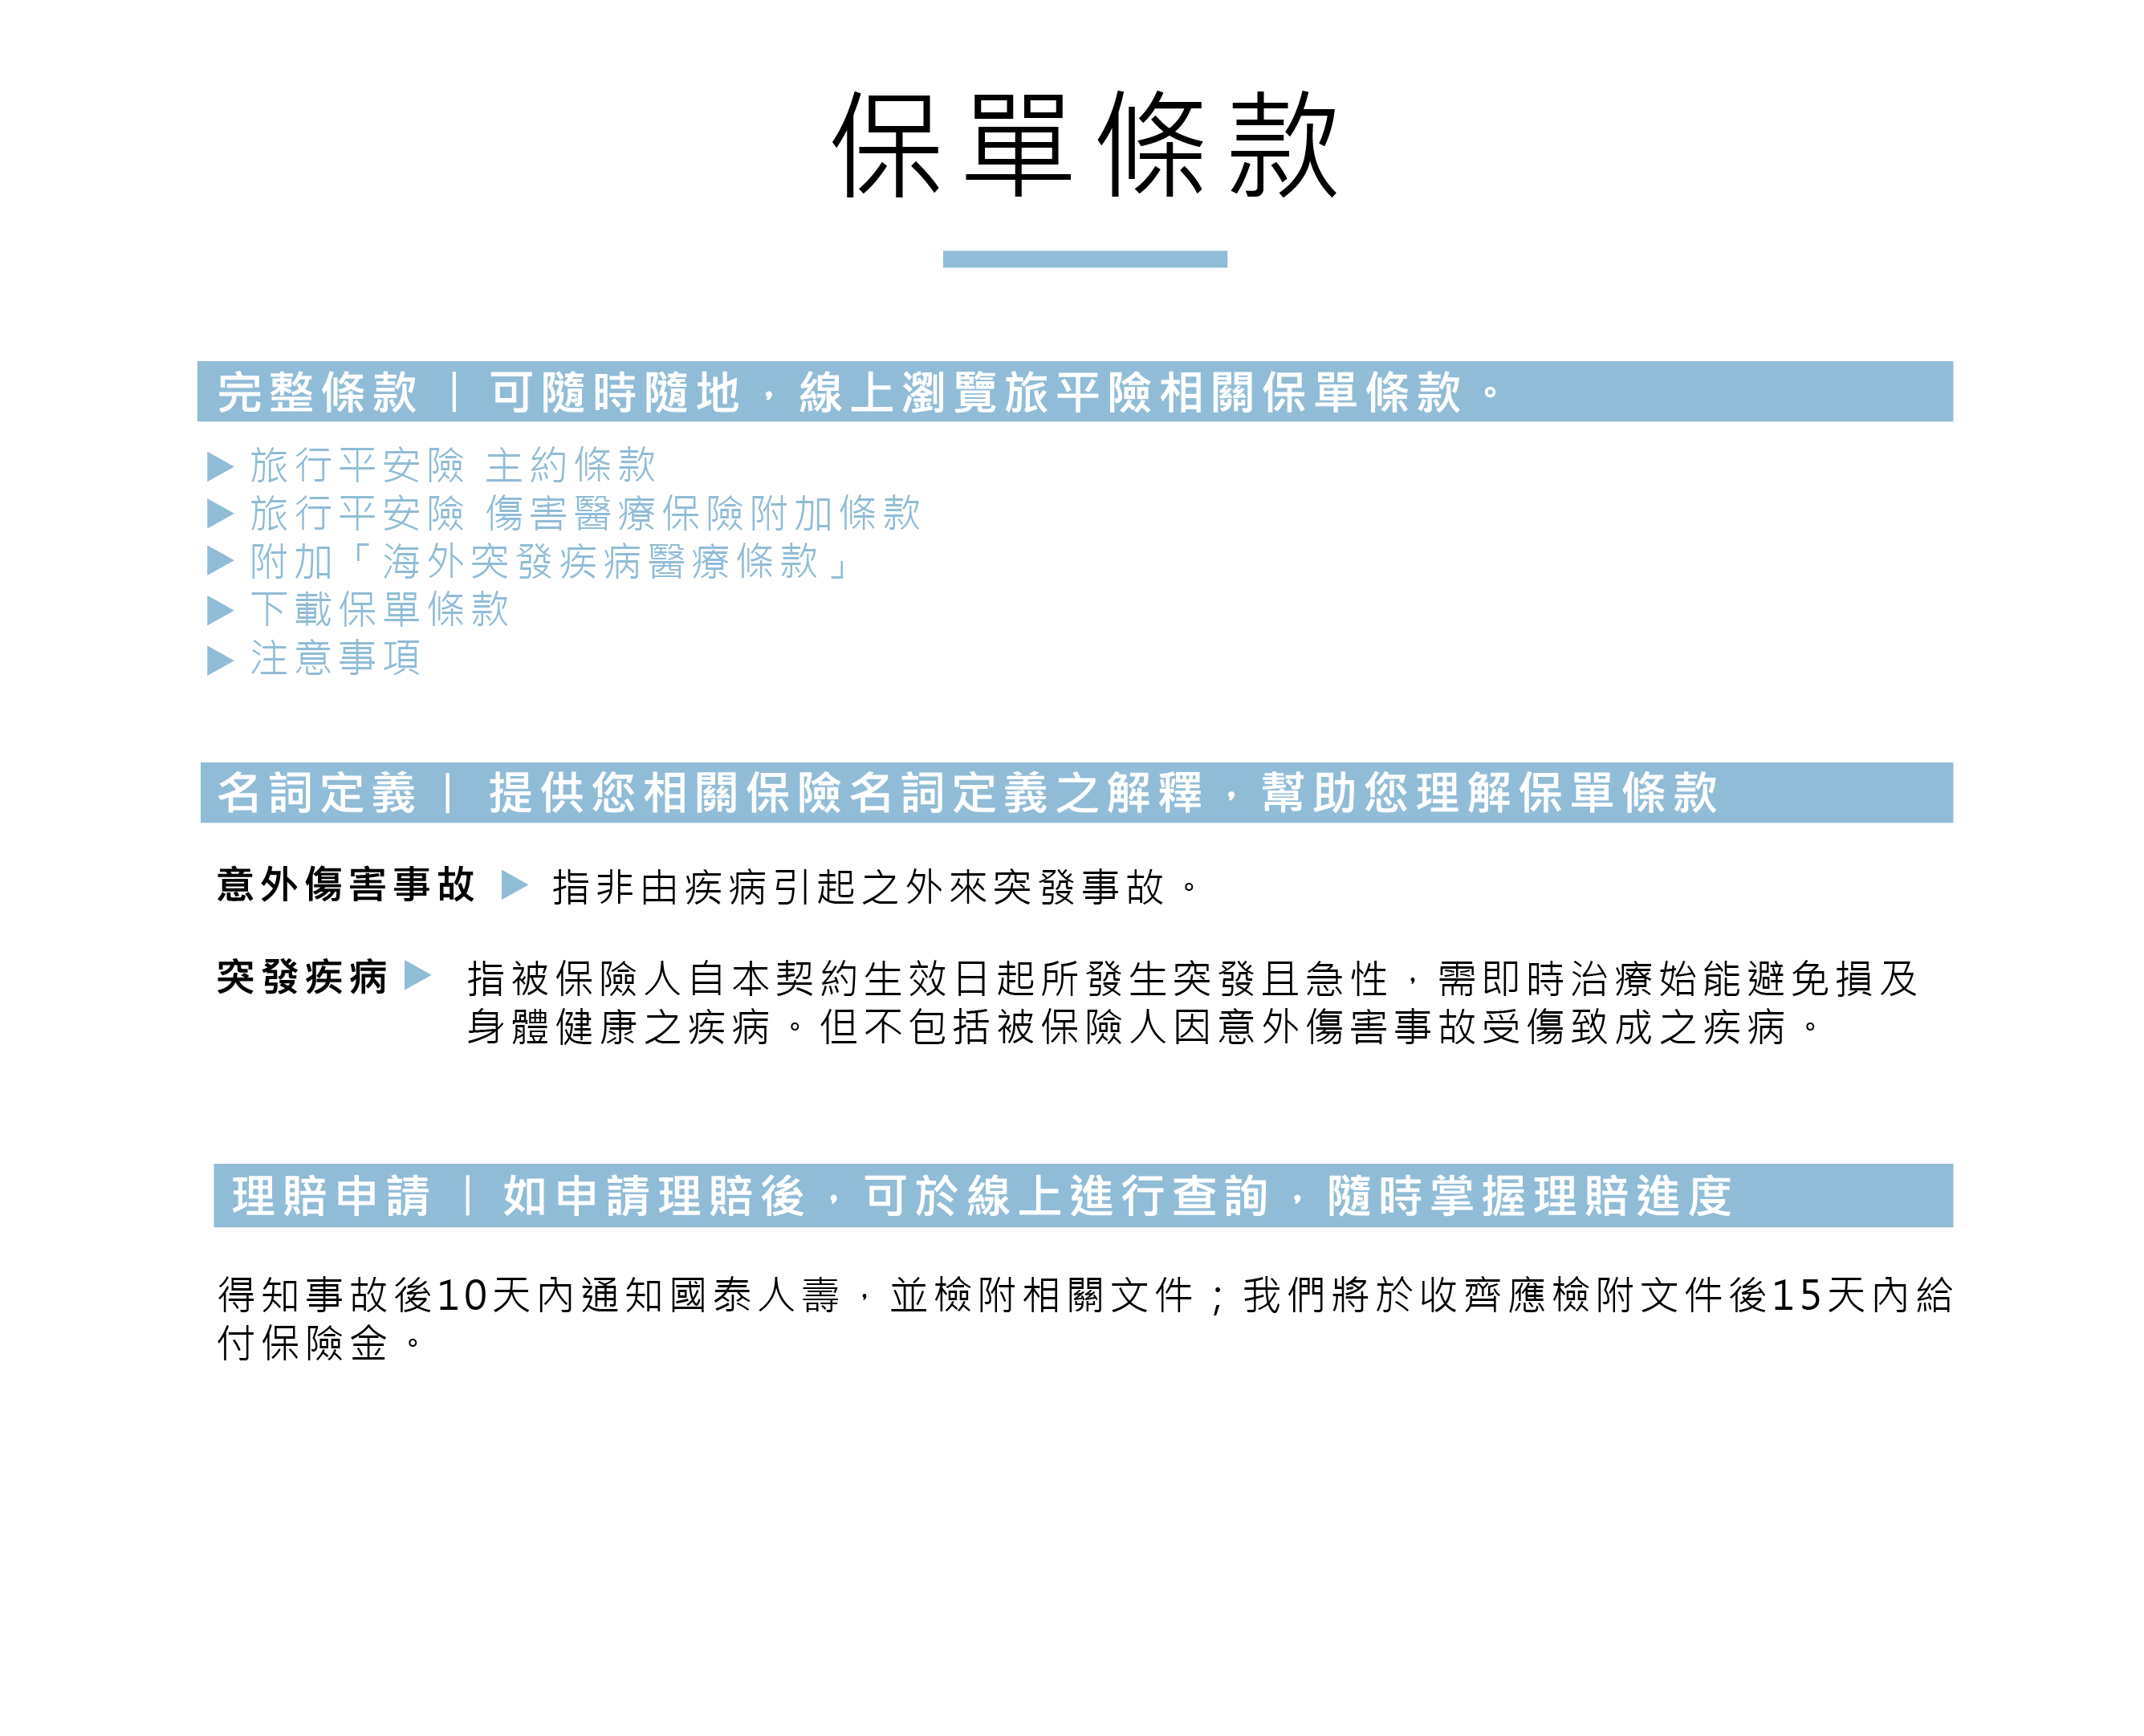 保單條款
完整條款｜可隨時隨地，線上瀏覽旅平險相關保單條款。
▶ 旅行平安險 主約條款
▶ 旅行平安險 傷害醫療保險附加條款
▶ 附加「海外突發疾病醫療條款」
▶ 下載保單條款
▶ 注意事項
名詞定義｜提供您相關保險名詞定義之解釋，幫助您理解保單條款
意外傷害事故 ▶ 指非由疾病引起之外來突發事故。
突發疾病 ▶ 指被保險人自本契約生效日起所發生突發且急性，需即時治療始能避免損及
身體健康之疾病。但不包括被保險人因意外傷害事故受傷致成之疾病。
理賠申請｜如申請理賠後，可於線上進行查詢，隨時掌握理賠進度
得知事故後10天內通知國泰人壽，並檢附相關文件；我們將於收齊應檢附文件後15天內給
付保險金。